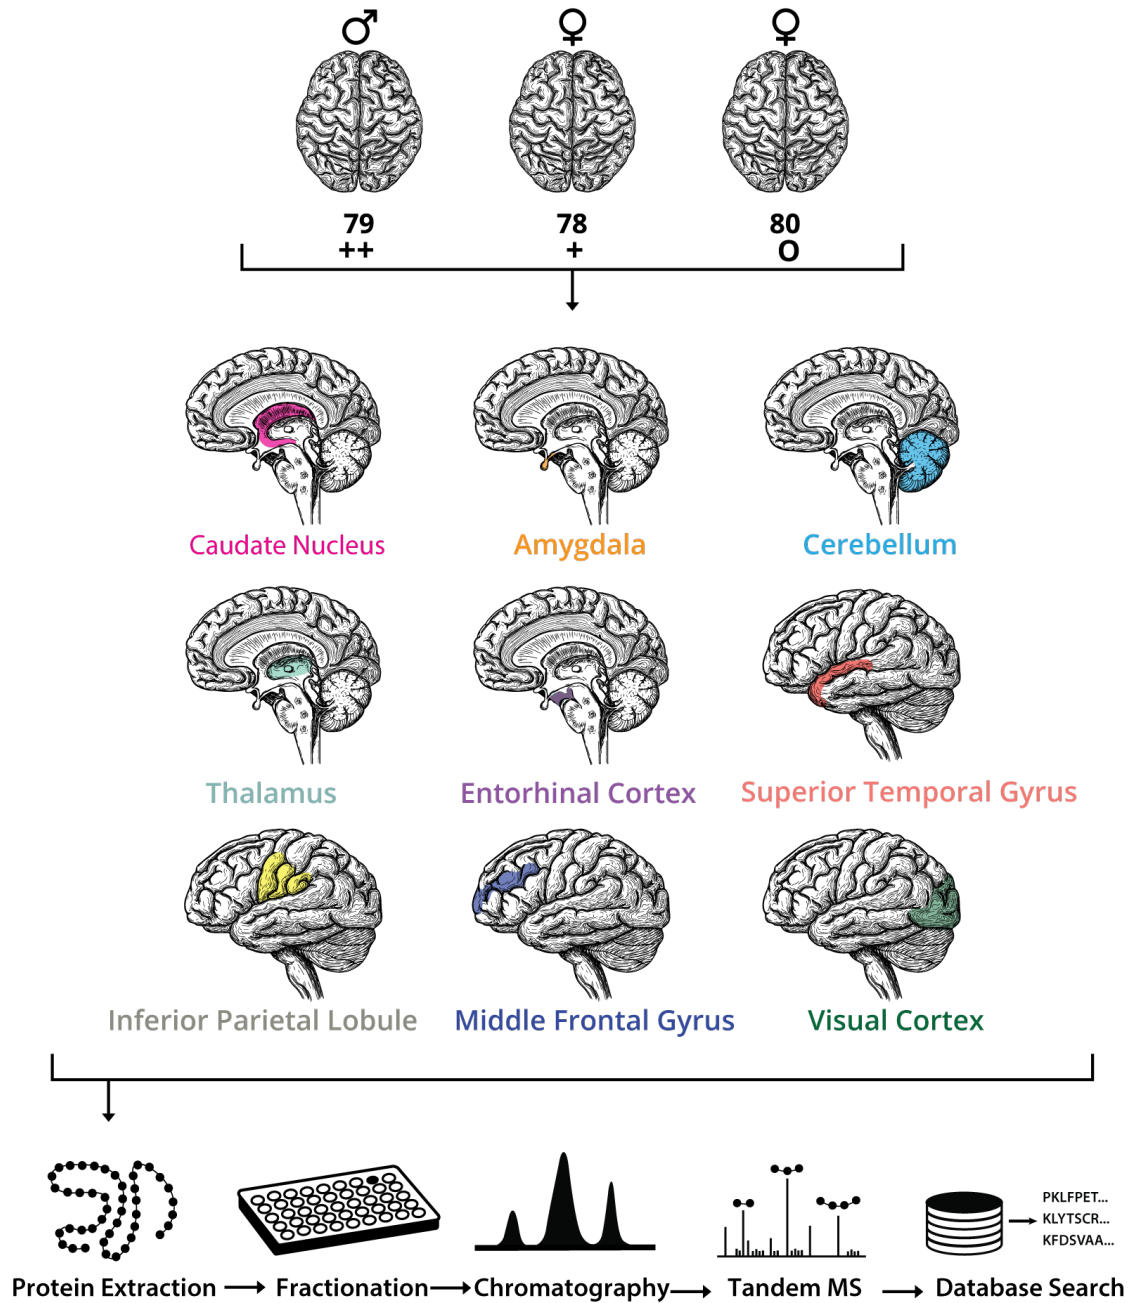 ♂ ♀ ♀
79 78 80
++ + O
Caudate Nucleus Amygdala Cerebellum
Thalamus Entorhinal Cortex Superior Temporal Gyrus
Inferior Parietal Lobule Middle Frontal Gyrus Visual Cortex
PKLFPET...
KLYTSCR...
KFDSVAA...
Protein Extraction Fractionation Chromatography Tandem MS Database Search